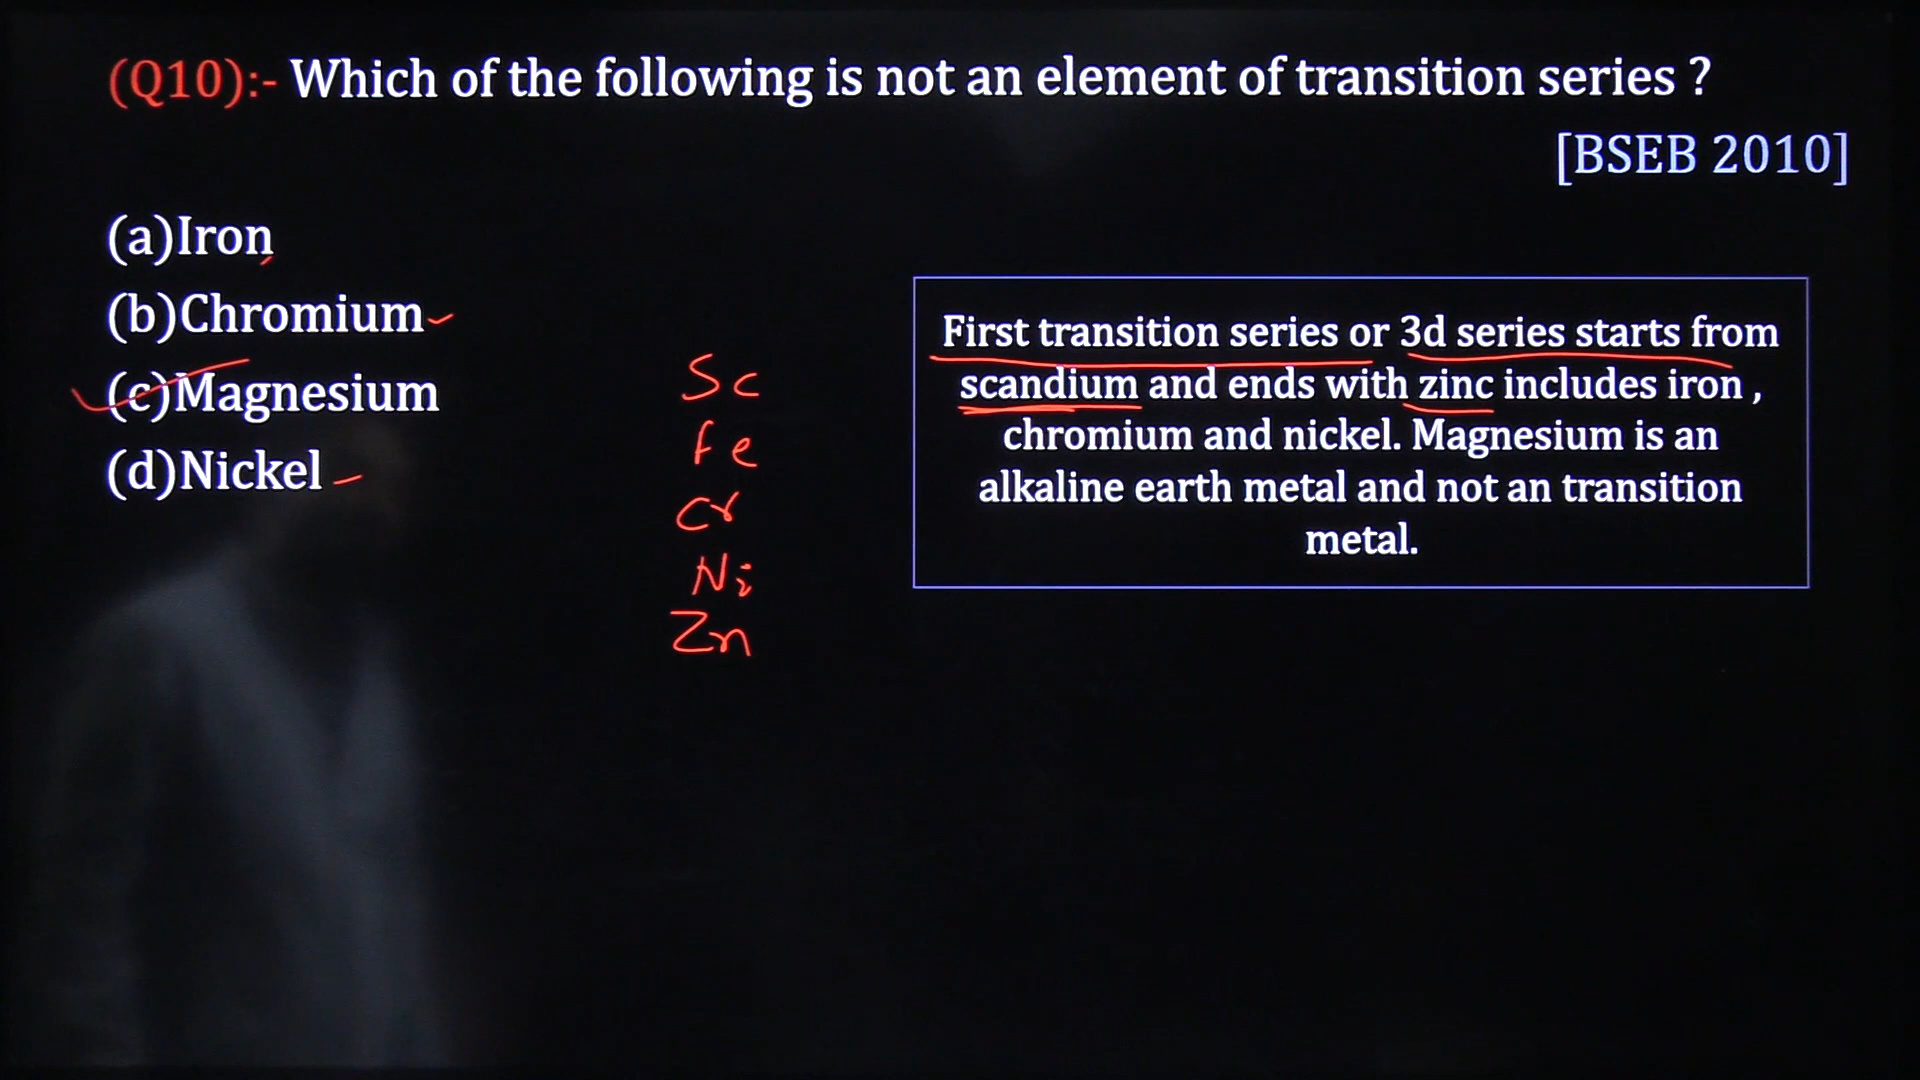 (Q10):- Which of the following is not an element of transition series ?
[BSEB 2010]
(a)Iron
(b)Chromium
(c)Magnesium
(d)Nickel
Sc
Fe
Cr
Ni
Zn
First transition series or 3d series starts from
scandium and ends with zinc includes iron ,
chromium and nickel. Magnesium is an
alkaline earth metal and not an transition
metal.